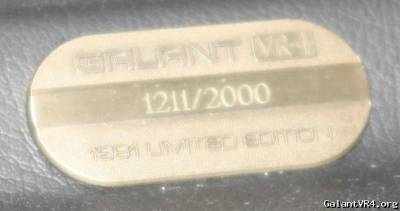 GALANT VR-4
1211/2000
1991 LIMITED EDITION
GalantVR4.org